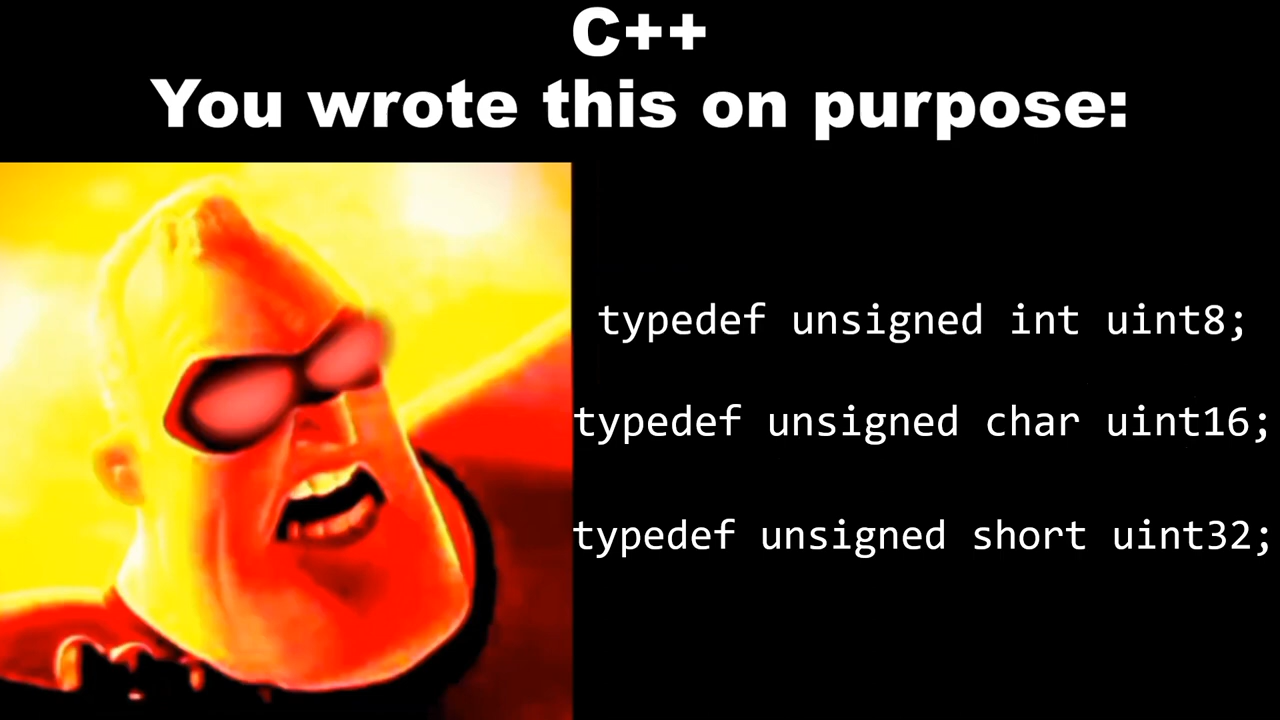 C++
You wrote this on purpose:
typedef unsigned int uint8;
typedef unsigned char uint16;
typedef unsigned short uint32;